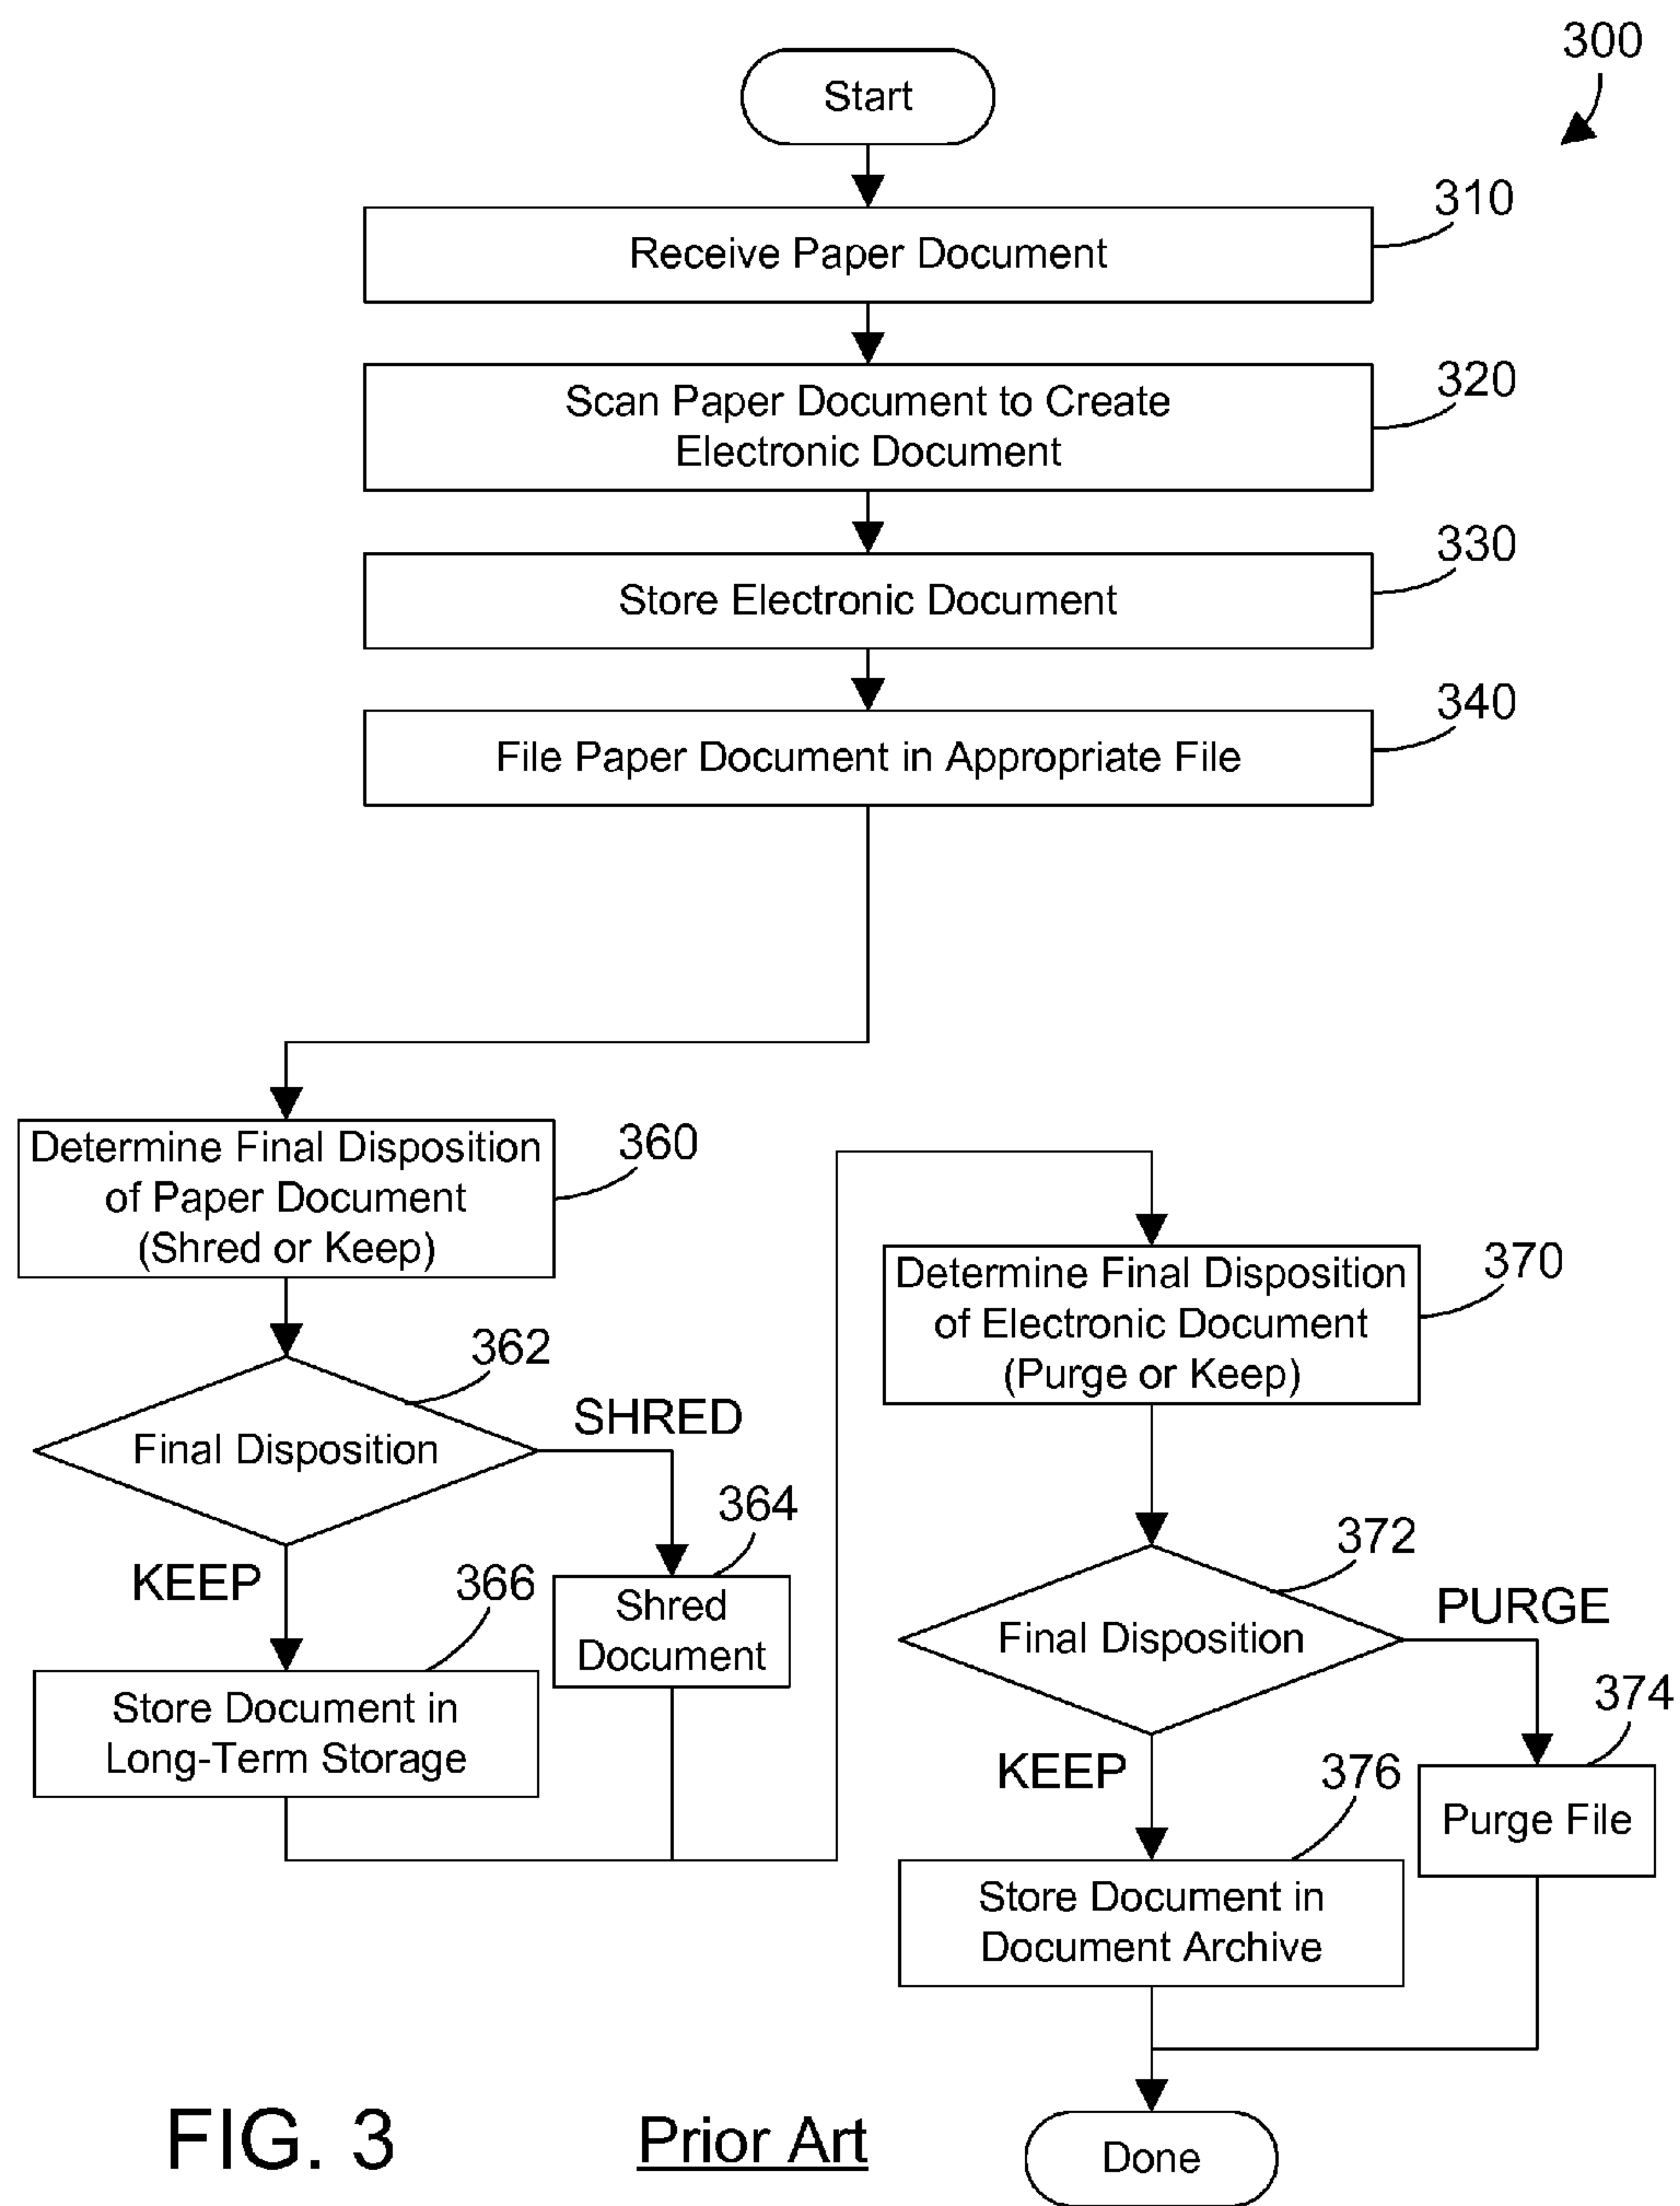 300
Start
310
Receive Paper Document
320
Scan Paper Document to Create
Electronic Document
330
Store Electronic Document
340
File Paper Document in Appropriate File
360
Determine Final Disposition
of Paper Document
(Shred or Keep)
362
Final Disposition
SHRED
364
Shred
Document
KEEP
366
Store Document in
Long-Term Storage
370
Determine Final Disposition
of Electronic Document
(Purge or Keep)
372
Final Disposition
PURGE
374
Purge File
KEEP
376
Store Document in
Document Archive
Done
FIG. 3
Prior Art